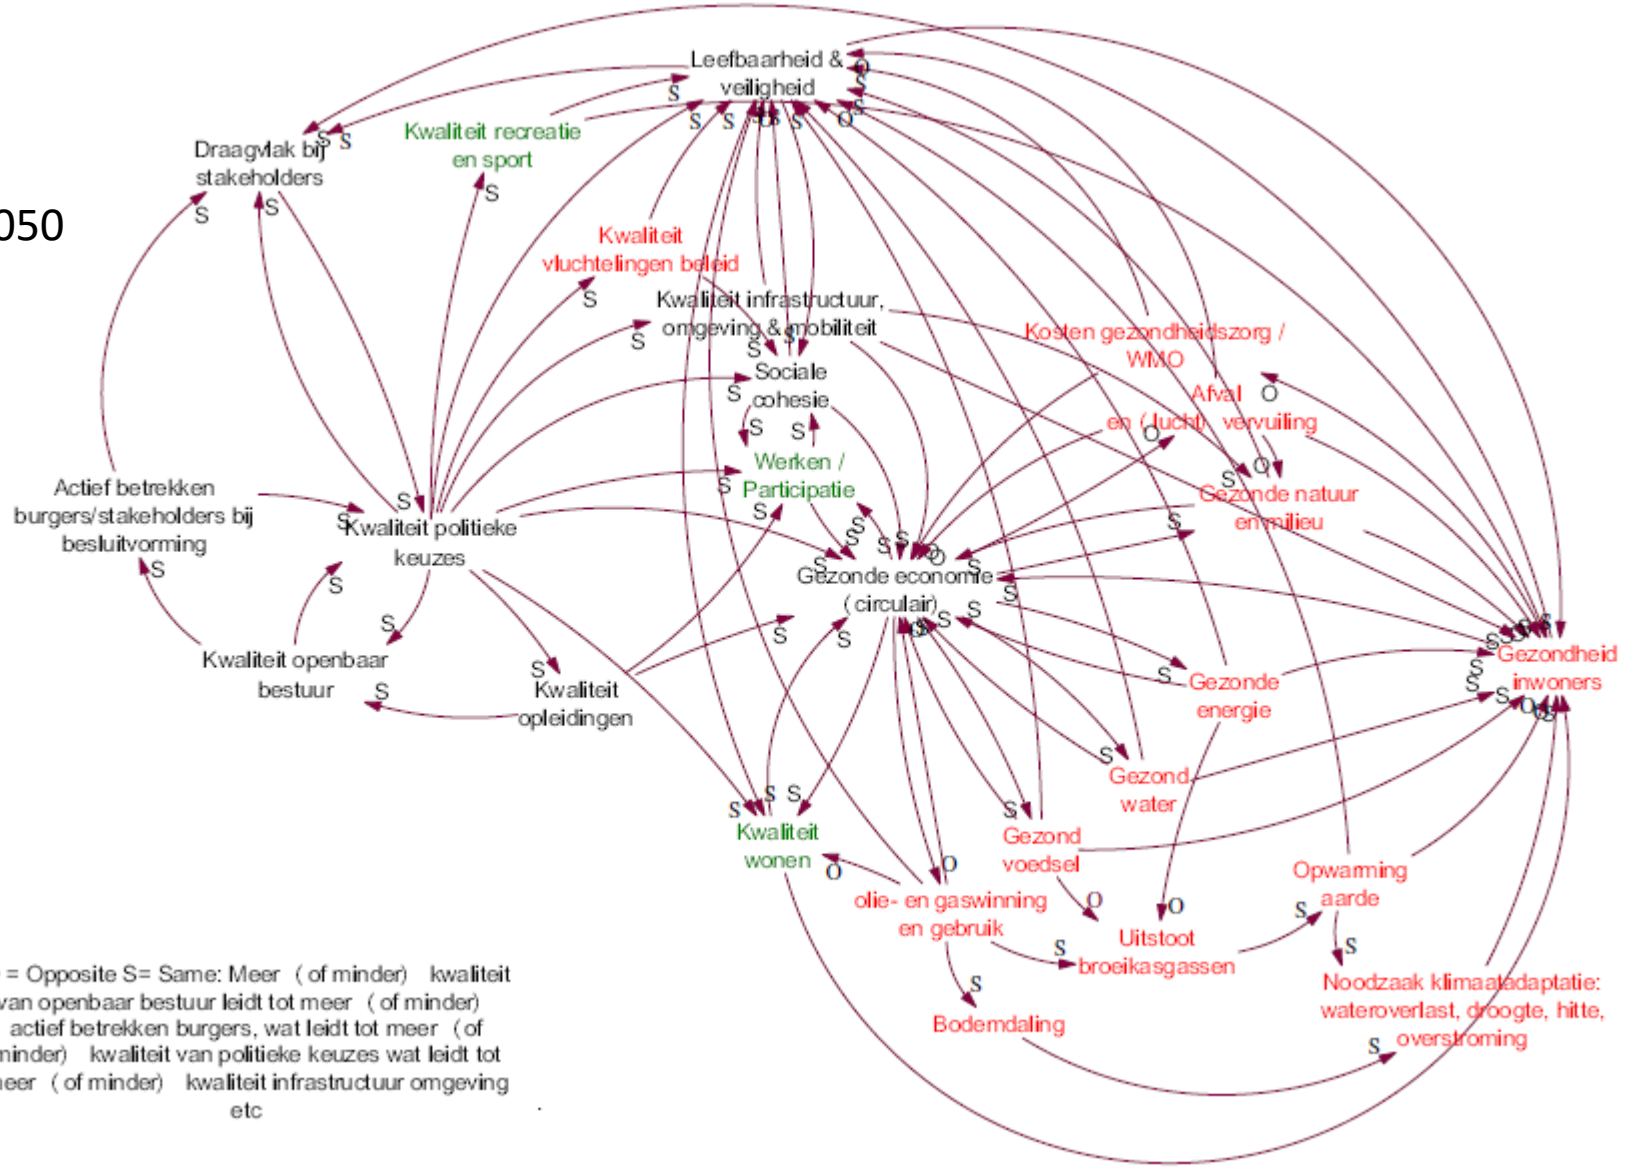 Leefbaarheid &
veiligheid
Kwaliteit recreatie
en sport
Draagvlak bij
stakeholders
050
Kwaliteit
vluchtelingen beleid
Kwaliteit infrastructuur,
omgeving & mobiliteit
Kosten gezondheidszorg /
WMO
Sociale
cohesie
Afval
en ( lucht) vervuiling
Werken /
Participatie
Actief betrekken
burgers/stakeholders bij
besluitvorming
Kwaliteit politieke
keuzes
Gezonde natuur
en milieu
Gezonde economie
(circulair)
Kwaliteit openbaar
bestuur
Kwaliteit
opleidingen
Gezonde
energie
Gezondheid
inwoners
Gezond
water
Kwaliteit
wonen
Gezond
voedsel
olie- en gaswinning
en gebruik
Opwarming
aarde
Uitstoot
broeikasgassen
Bodemdaling
Noodzaak klimaatadaptatie:
wateroverlast, droogte, hitte,
overstroming
= Opposite S= Same: Meer ( of minder) kwaliteit
van openbaar bestuur leidt tot meer ( of minder)
actief betrekken burgers, wat leidt tot meer (of
minder) kwaliteit van politieke keuzes wat leidt tot
meer ( of minder) kwaliteit infrastructuur omgeving
etc .